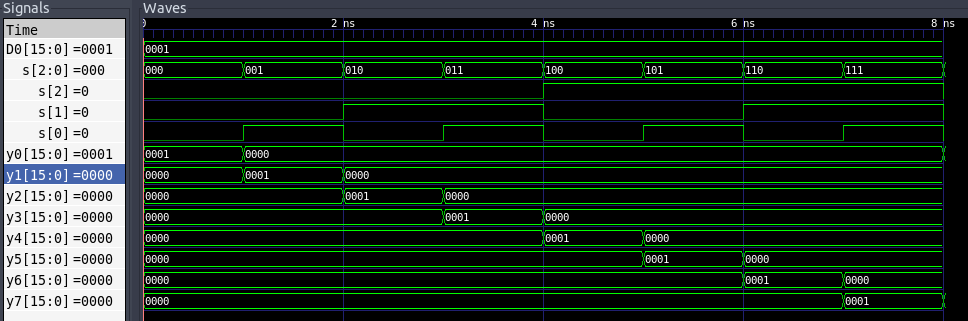 Signals Waves
Time 0 2 ns 4 ns 6 ns 8 ns
D0[15:0] =0001 0001
s[2:0] =000 000 001 010 011 100 101 110 111
s[2] =0
s[1] =0
s[0] =0
y0[15:0] =0001 0001 0000
y1[15:0] =0000 0000 0001 0000
y2[15:0] =0000 0000 0001 0000
y3[15:0] =0000 0000 0001 0000
y4[15:0] =0000 0000 0001 0000
y5[15:0] =0000 0000 0001 0000
y6[15:0] =0000 0000 0001 0000
y7[15:0] =0000 0000 0001